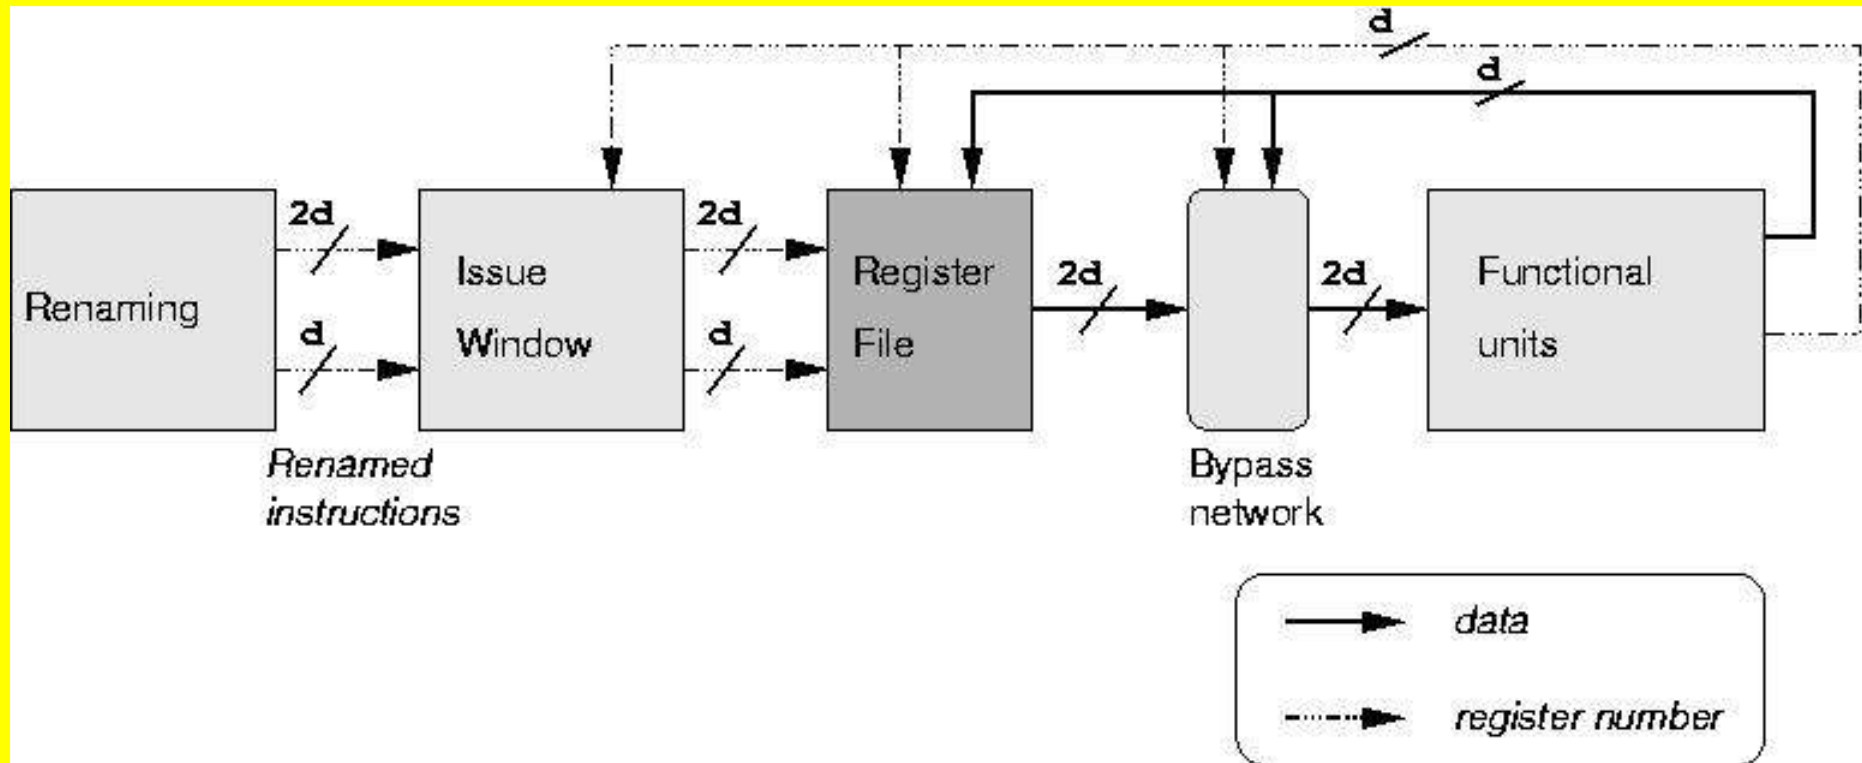 d
d
2d
2d
Renaming
Issue
Window
Register
File
2d
2d
Functional
units
d
d
Renamed
instructions
Bypass
network
data
register number